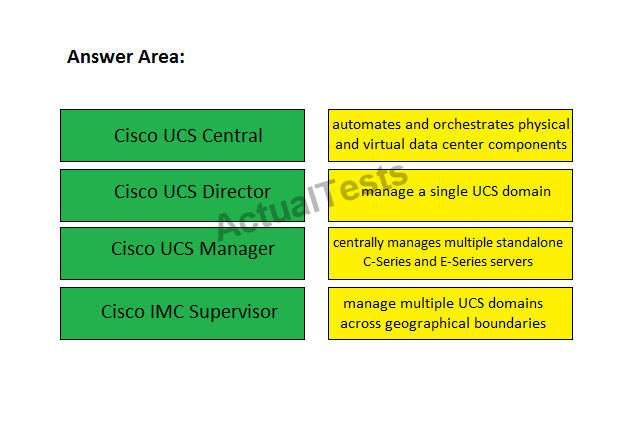 Answer Area:
Cisco UCS Central
automates and orchestrates physical
and virtual data center components
Cisco UCS Director
manage a single UCS domain
Cisco UCS Manager
centrally manages multiple standalone
C-Series and E-Series servers
Cisco IMC Supervisor
manage multiple UCS domains
across geographical boundaries
ActualTests